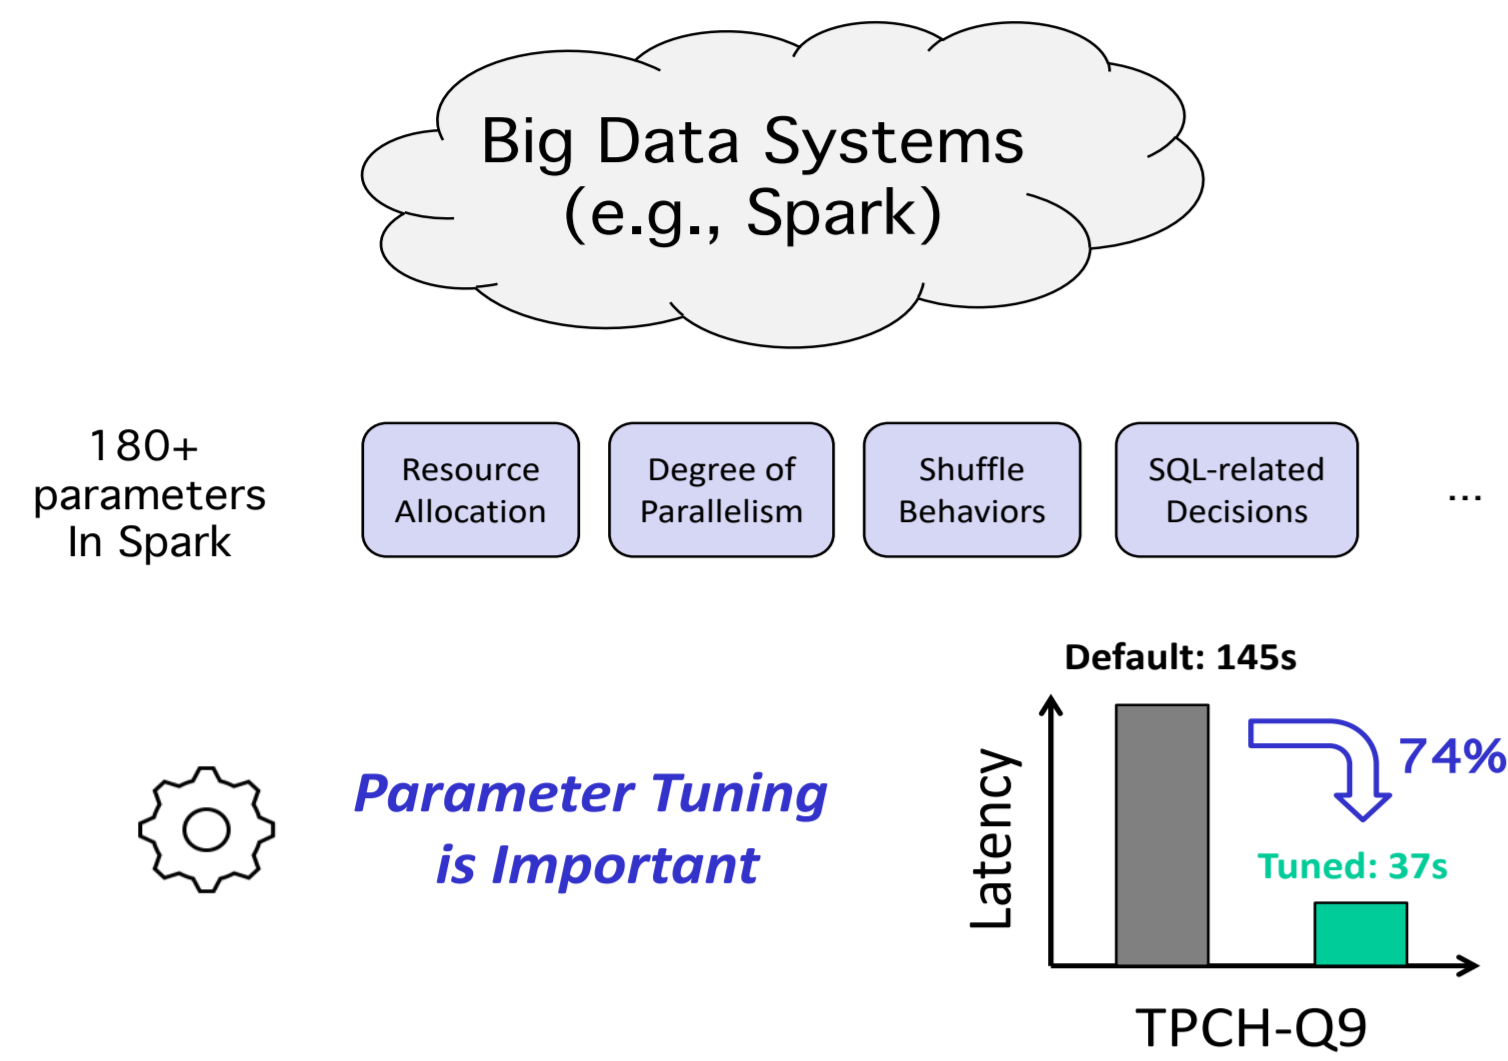 Big Data Systems
(e.g., Spark)
180+
parameters
In Spark
Resource
Allocation
Degree of
Parallelism
Shuffle
Behaviors
SQL-related
Decisions
...
Parameter Tuning
is Important
Default: 145s
74%
Tuned: 37s
Latency
TPCH-Q9